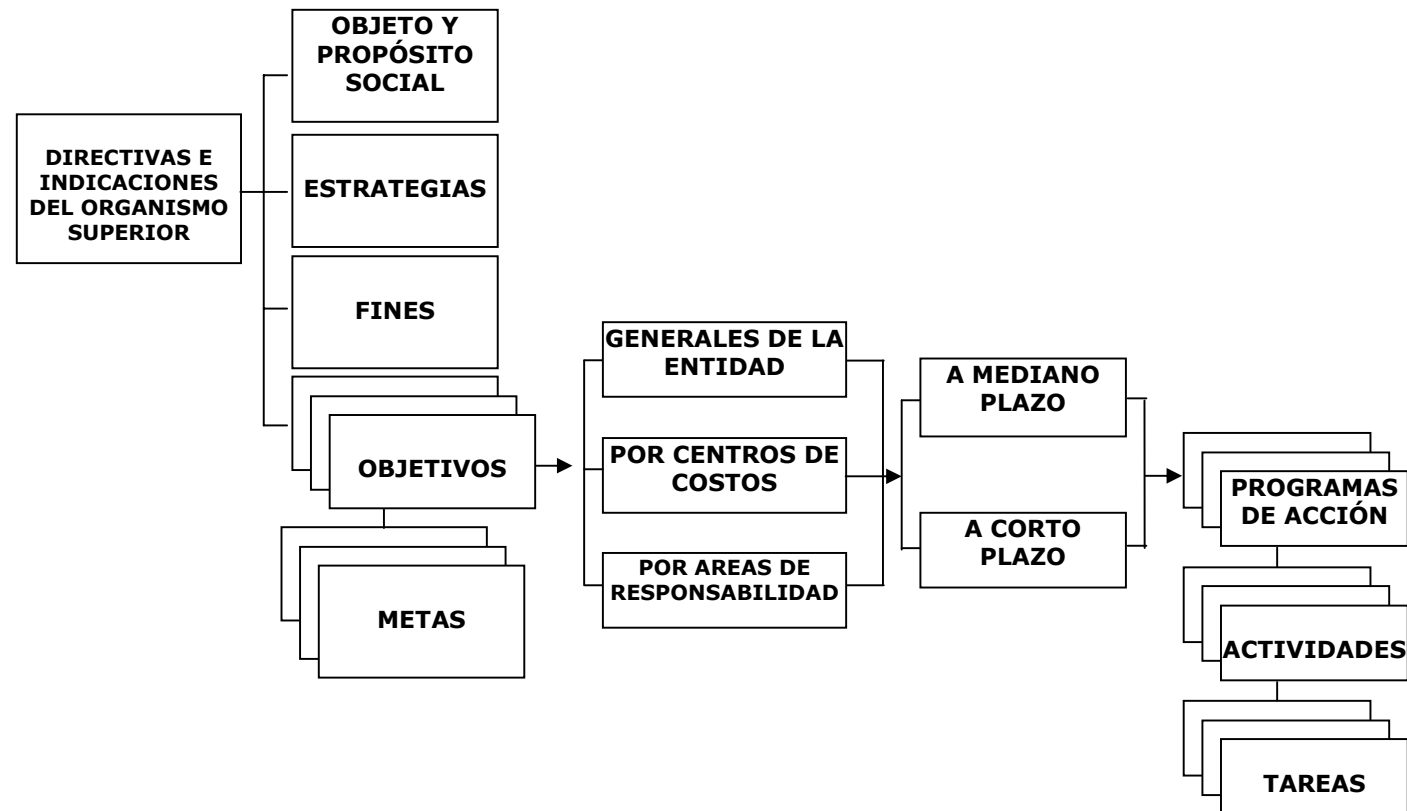 OBJETO Y
PROPÓSITO
SOCIAL
DIRECTIVAS E
INDICACIONES
DEL ORGANISMO
SUPERIOR
ESTRATEGIAS
FINES
OBJETIVOS
METAS
GENERALES DE LA
ENTIDAD
POR CENTROS DE
COSTOS
POR AREAS DE
RESPONSABILIDAD
A MEDIANO
PLAZO
A CORTO
PLAZO
PROGRAMAS
DE ACCIÓN
ACTIVIDADES
TAREAS